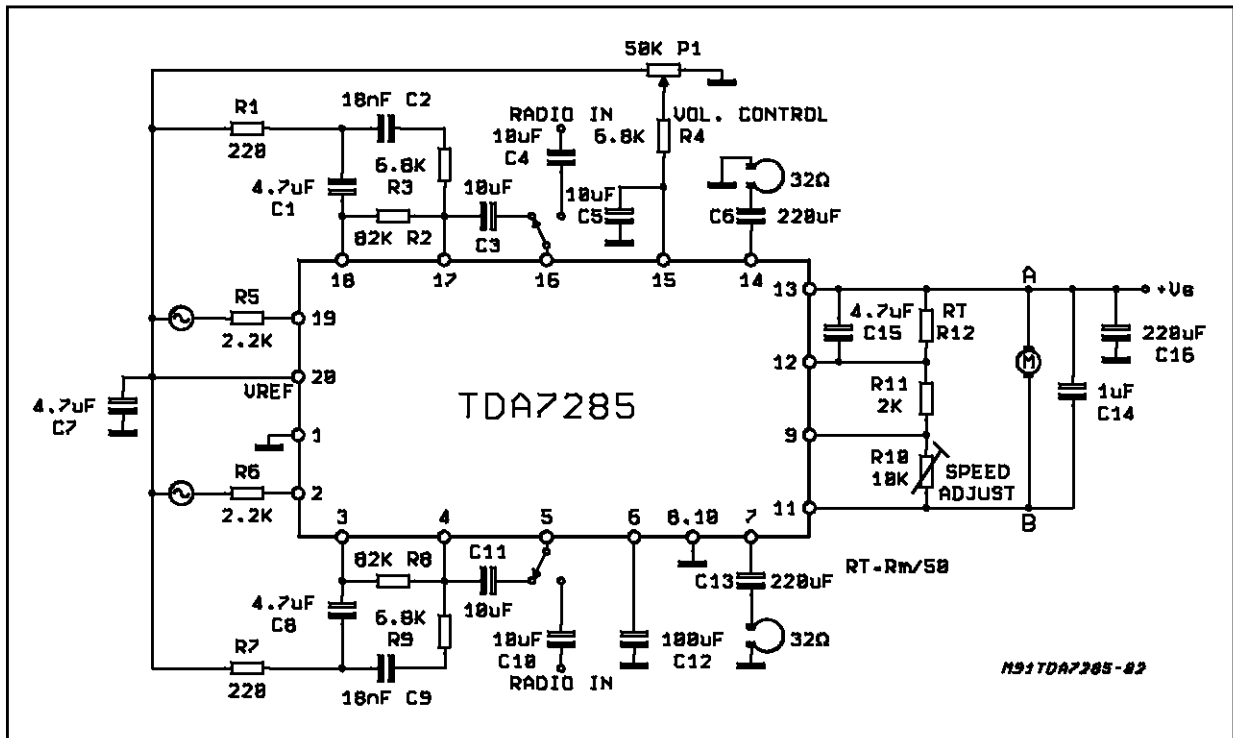 50K P1
R1
220
18nF C2
RADIO IN
VOL. CONTROL
10uF
C4
6.8K
R4
6.8K
R3
4.7uF
C1
10uF
C3
10uF
C5
C6
220uF
32Ω
82K R2
18
17
16
15
14
13
A
+Vs
R5
2.2K
19
4.7uF
C15
RT
R12
220uF
C16
12
M
20
VREF
4.7uF
C7
TDA7285
R11
2K
1uF
C14
1
9
R10
10K
SPEED
ADJUST
R6
2.2K
2
11
B
3
4
5
6
8.10
7
82K R8
C11
10uF
C13
220uF
RT=Rm/50
4.7uF
C8
6.8K
R9
10uF
C10
100uF
C12
32Ω
R7
220
18nF C9
RADIO IN
M91TDA7285-02